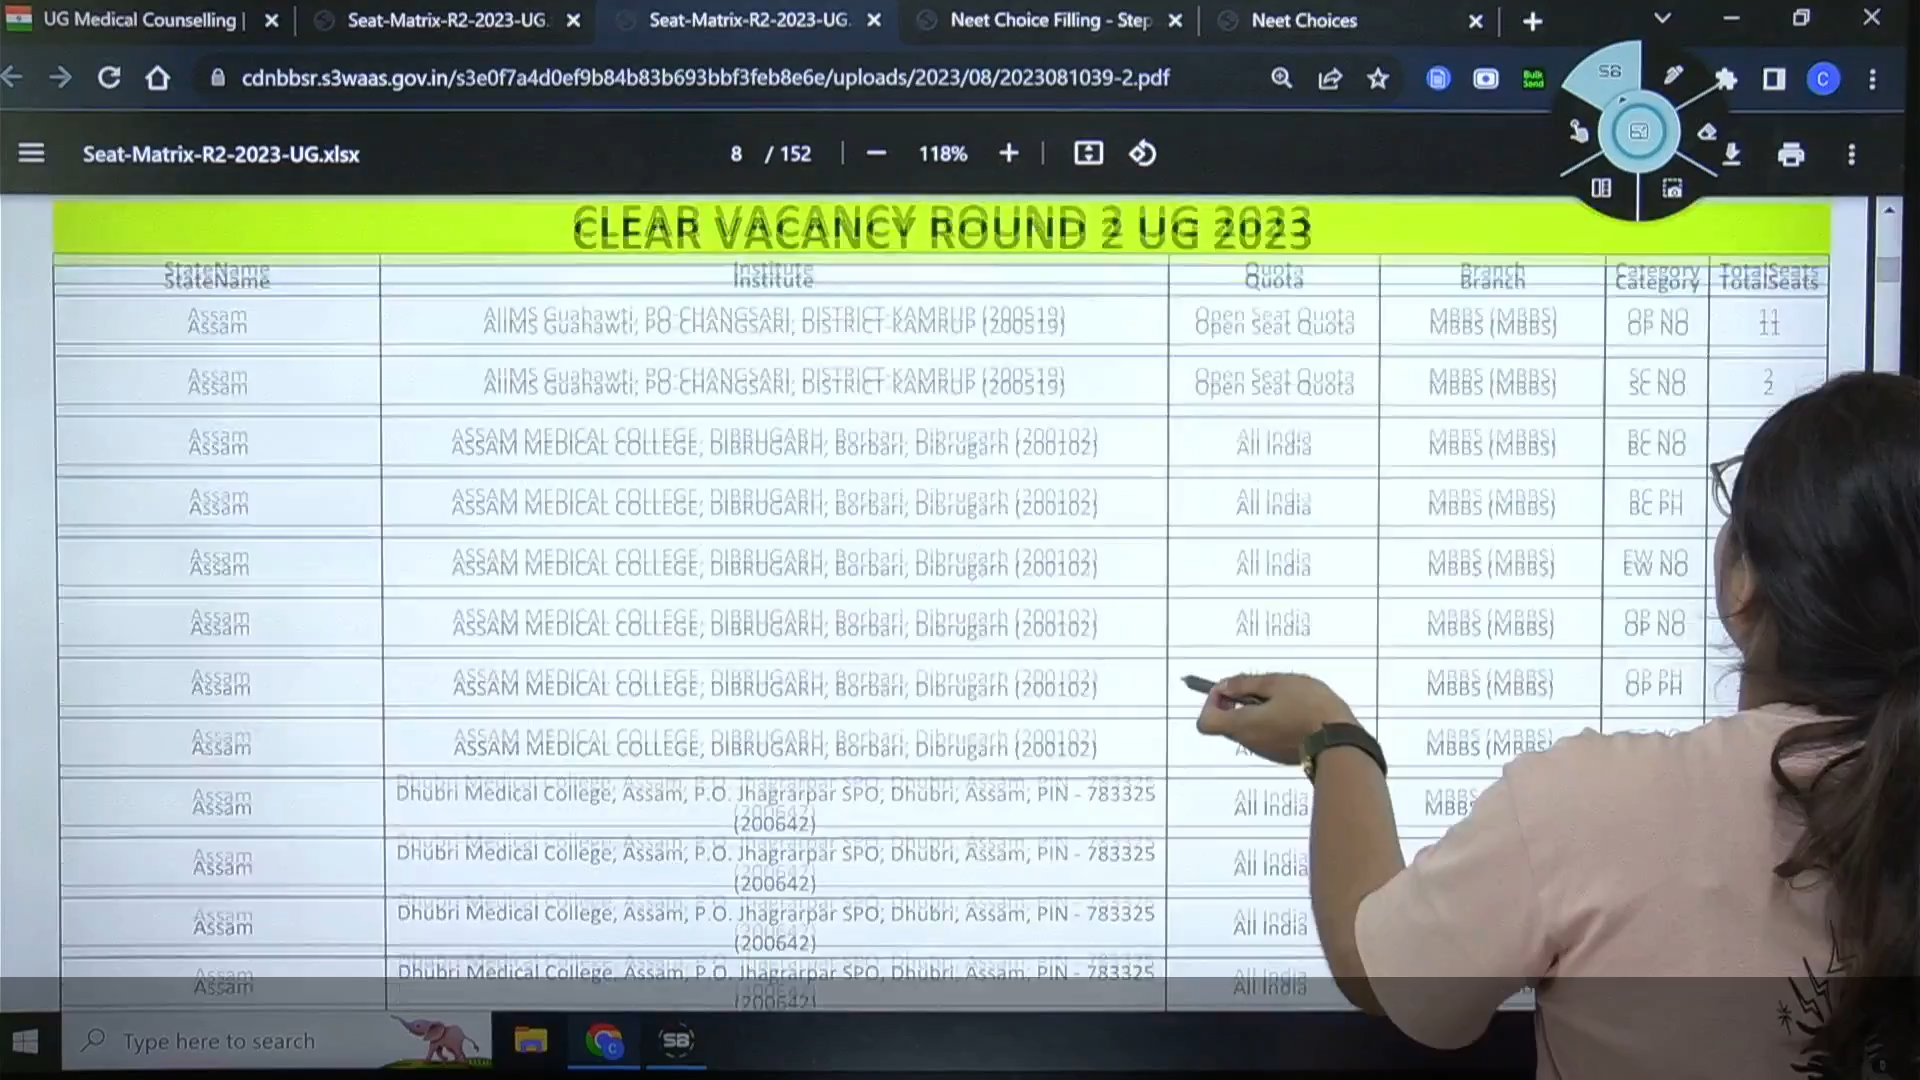 UG Medical Counselling |
Seat-Matrix-R2-2023-UG.
Seat-Matrix-R2-2023-UG.
Neet Choice Filling - Step
Neet Choices
cdnbbsr.s3waas.gov.in/s3e0f7a4d0ef9b84b83b693bbf3feb8e6e/uploads/2023/08/2023081039-2.pdf
Bulk Send
C
SB
Seat-Matrix-R2-2023-UG.xlsx
8 / 152
118%
CLEAR VACANCY ROUND 2 UG 2023
StateName Institute Quota Branch Category TotalSeats
Assam AIIMS Guahawti, PO-CHANGSARI, DISTRICT-KAMRUP (200519) Open Seat Quota MBBS (MBBS) OP NO 11
Assam AIIMS Guahawti, PO-CHANGSARI, DISTRICT-KAMRUP (200519) Open Seat Quota MBBS (MBBS) SC NO 2
Assam ASSAM MEDICAL COLLEGE, DIBRUGARH, Borbari, Dibrugarh (200102) All India MBBS (MBBS) BC NO
Assam ASSAM MEDICAL COLLEGE, DIBRUGARH, Borbari, Dibrugarh (200102) All India MBBS (MBBS) BC PH
Assam ASSAM MEDICAL COLLEGE, DIBRUGARH, Borbari, Dibrugarh (200102) All India MBBS (MBBS) EW NO
Assam ASSAM MEDICAL COLLEGE, DIBRUGARH, Borbari, Dibrugarh (200102) All India MBBS (MBBS) OP NO
Assam ASSAM MEDICAL COLLEGE, DIBRUGARH, Borbari, Dibrugarh (200102) MBBS (MBBS) OP PH
Assam ASSAM MEDICAL COLLEGE, DIBRUGARH, Borbari, Dibrugarh (200102) MBBS (MBBS)
Assam Dhubri Medical College, Assam, P.O. Jhagrarpar SPO, Dhubri, Assam, PIN - 783325 All India MBBS
(200642)
Assam Dhubri Medical College, Assam, P.O. Jhagrarpar SPO, Dhubri, Assam, PIN - 783325 All India
(200642)
Assam Dhubri Medical College, Assam, P.O. Jhagrarpar SPO, Dhubri, Assam, PIN - 783325 All India
(200642)
Assam Dhubri Medical College, Assam, P.O. Jhagrarpar SPO, Dhubri, Assam, PIN - 783325 All India
(200642)
Type here to search
C
SB